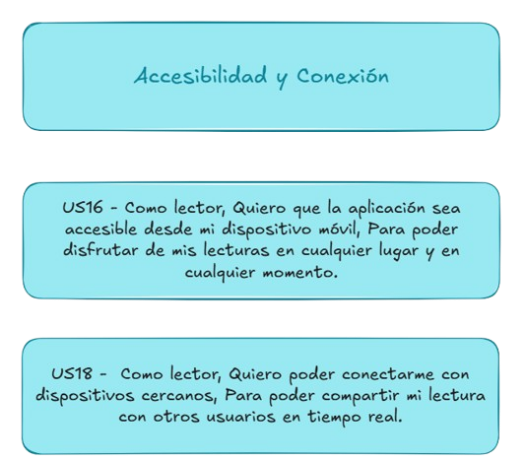 Accesibilidad y Conexión
US16 - Como lector, Quiero que la aplicación sea
accesible desde mi dispositivo móvil, Para poder
disfrutar de mis lecturas en cualquier lugar y en
cualquier momento.
US18 - Como lector, Quiero poder conectarme con
dispositivos cercanos, Para poder compartir mi lectura
con otros usuarios en tiempo real.